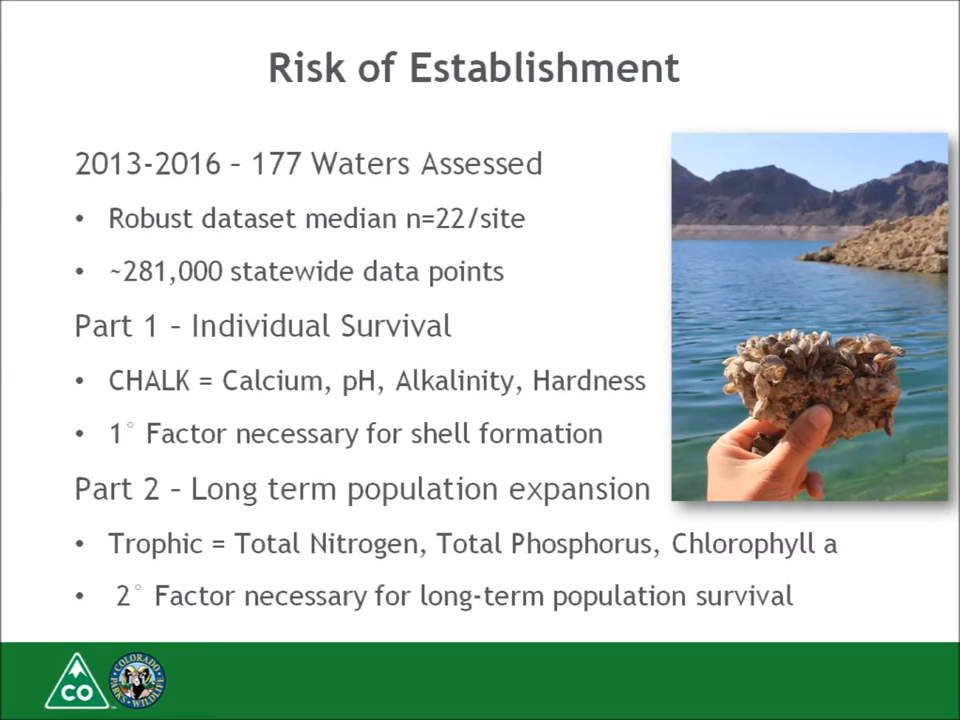 Risk of Establishment
2013-2016 – 177 Waters Assessed
• Robust dataset median n=22/site
• ~281,000 statewide data points
Part 1 – Individual Survival
• CHALK = Calcium, pH, Alkalinity, Hardness
• 1° Factor necessary for shell formation
Part 2 – Long term population expansion
• Trophic = Total Nitrogen, Total Phosphorus, Chlorophyll a
• 2° Factor necessary for long-term population survival
CO
COLORADO
PARKS WILDLIFE